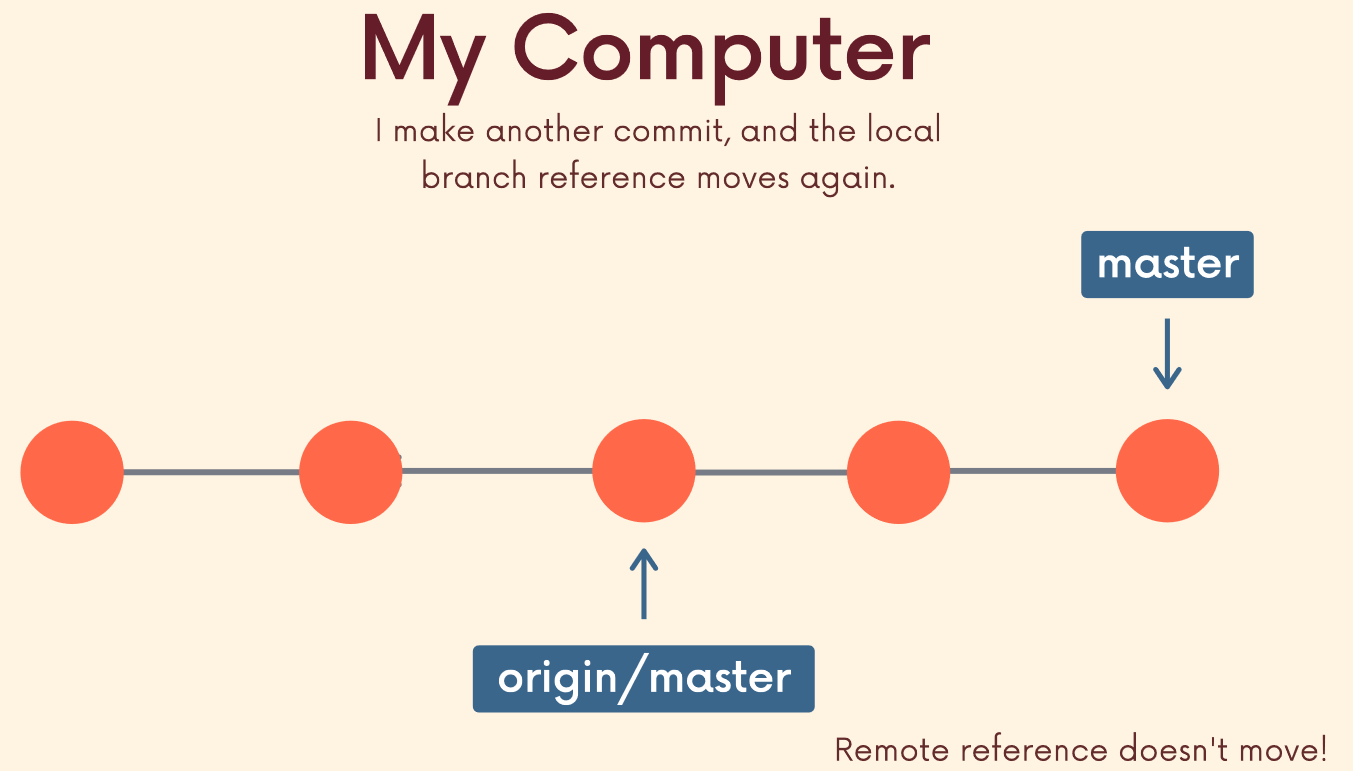 My Computer
I make another commit, and the local
branch reference moves again.
master
origin/master
Remote reference doesn't move!